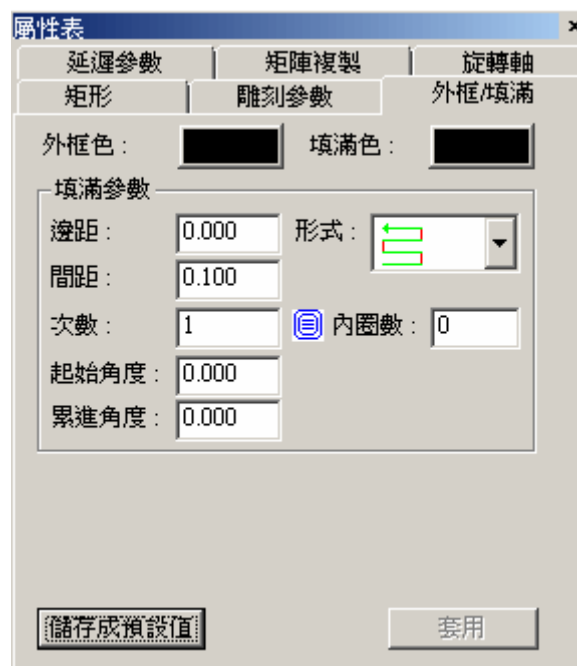 屬性表
延遲參數 矩陣複製 旋轉軸
矩形 雕刻參數 外框/填滿
外框色： 填滿色：
填滿參數
邊距： 0.000 形式：
間距： 0.100
次數： 1 內圈數： 0
起始角度： 0.000
累進角度： 0.000
儲存成預設值 套用